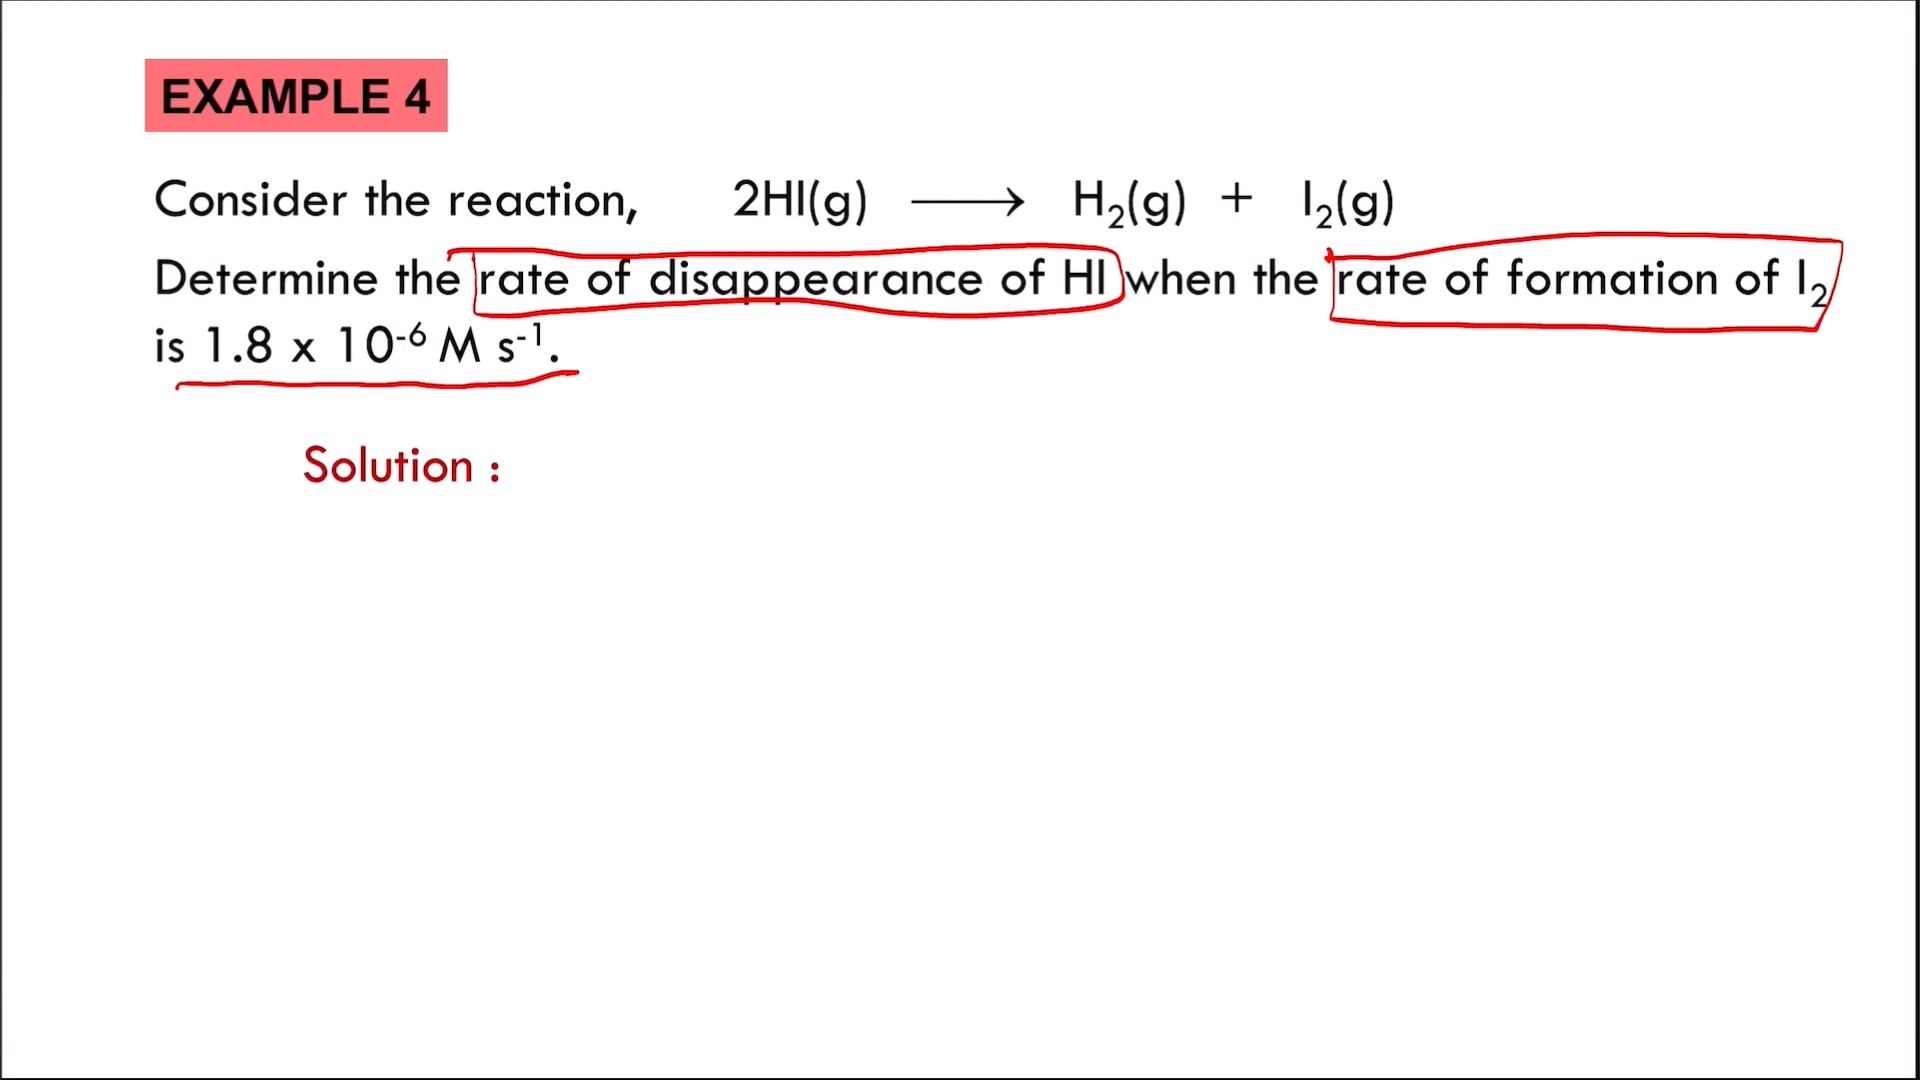 EXAMPLE 4
Consider the reaction, 2HI(g) ⟶ H₂(g) + I₂(g)
Determine the rate of disappearance of HI when the rate of formation of I₂
is 1.8 x 10⁻⁶ M s⁻¹.
Solution :